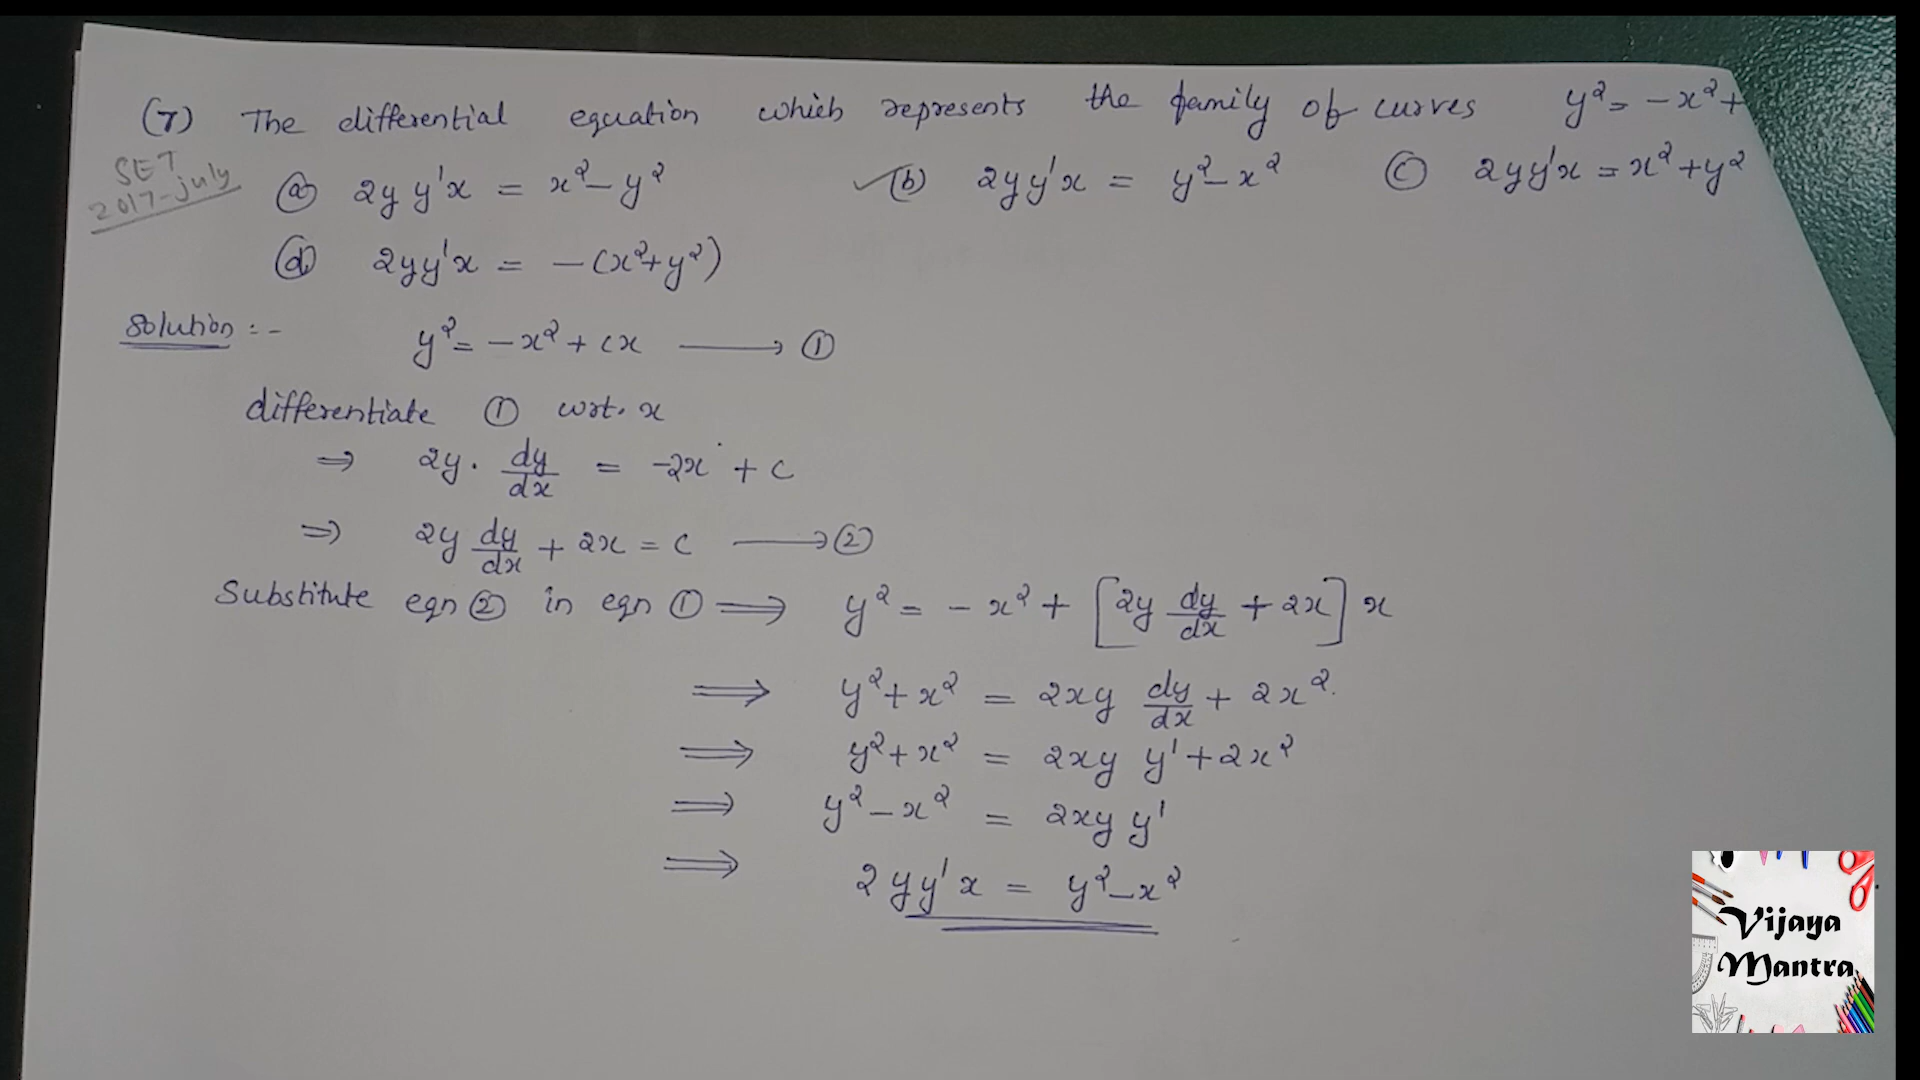 (7) The differential equation which represents the family of curves y² = -x² +
SET
2017-July
(a) 2yy'x = x² - y² (b) 2yy'x = y² - x² (c) 2yy'x = x² + y²
(d) 2yy'x = -(x² + y²)
Solution :- y² = -x² + cx ⟶ ①
differentiate ① wrt. x
⇒ 2y. dy/dx = -2x + c
⇒ 2y dy/dx + 2x = c ⟶ ②
Substitute eqn ② in eqn ① ⇒ y² = -x² + [2y dy/dx + 2x] x
⇒ y² + x² = 2xy dy/dx + 2x².
⇒ y² + x² = 2xy y' + 2x²
⇒ y² - x² = 2xy y'
⇒ 2yy'x = y² - x²
Vijaya
Mantra